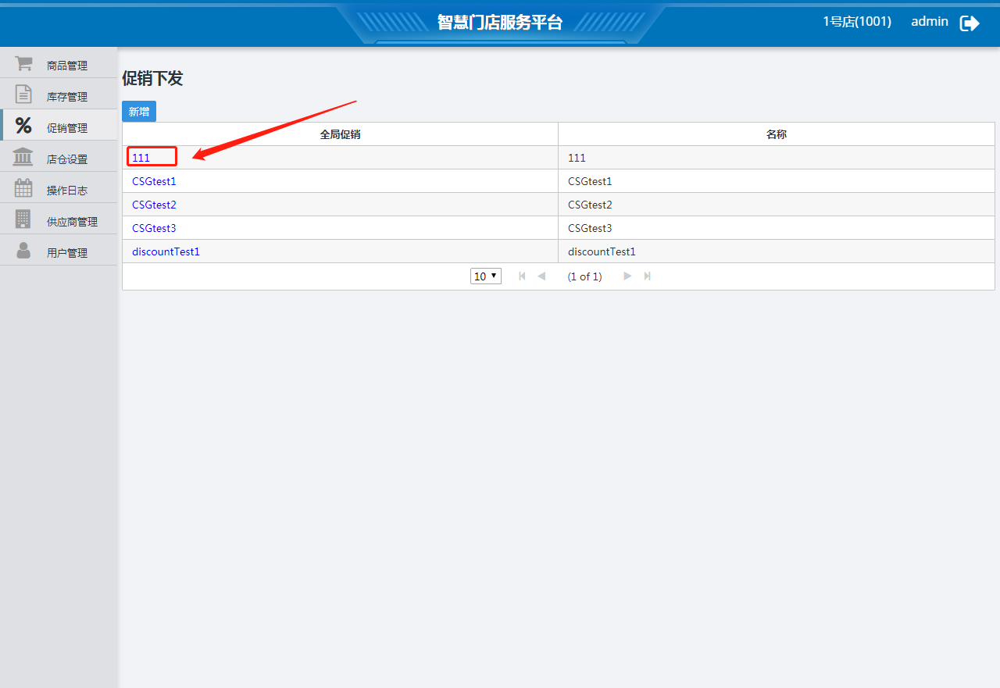 智慧门店服务平台
1号店(1001) admin
商品管理
库存管理
促销管理
店仓设置
操作日志
供应商管理
用户管理
促销下发
新增
全局促销 名称
111 111
CSGtest1 CSGtest1
CSGtest2 CSGtest2
CSGtest3 CSGtest3
discountTest1 discountTest1
10 (1 of 1)